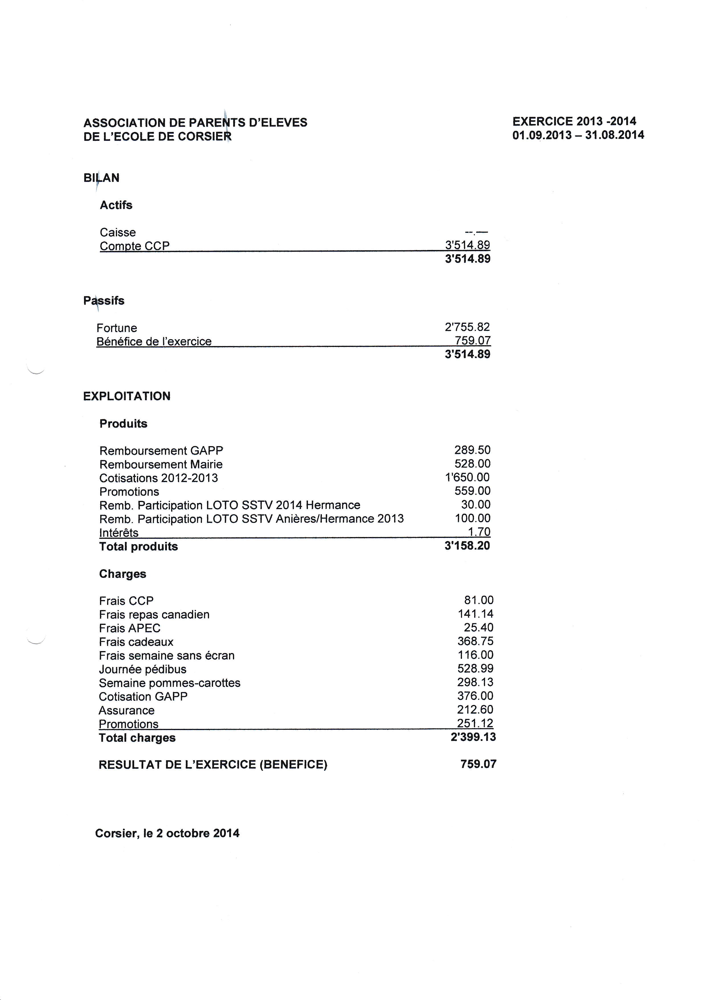 ASSOCIATION DE PARENTS D'ELEVES EXERCICE 2013 -2014
DE L'ECOLE DE CORSIER 01.09.2013 – 31.08.2014
BILAN
Actifs
Caisse --.—
Compte CCP 3'514.89
3'514.89
Passifs
Fortune 2'755.82
Bénéfice de l'exercice 759.07
3'514.89
EXPLOITATION
Produits
Remboursement GAPP 289.50
Remboursement Mairie 528.00
Cotisations 2012-2013 1'650.00
Promotions 559.00
Remb. Participation LOTO SSTV 2014 Hermance 30.00
Remb. Participation LOTO SSTV Anières/Hermance 2013 100.00
Intérêts 1.70
Total produits 3'158.20
Charges
Frais CCP 81.00
Frais repas canadien 141.14
Frais APEC 25.40
Frais cadeaux 368.75
Frais semaine sans écran 116.00
Journée pédibus 528.99
Semaine pommes-carottes 298.13
Cotisation GAPP 376.00
Assurance 212.60
Promotions 251.12
Total charges 2'399.13
RESULTAT DE L'EXERCICE (BENEFICE) 759.07
Corsier, le 2 octobre 2014